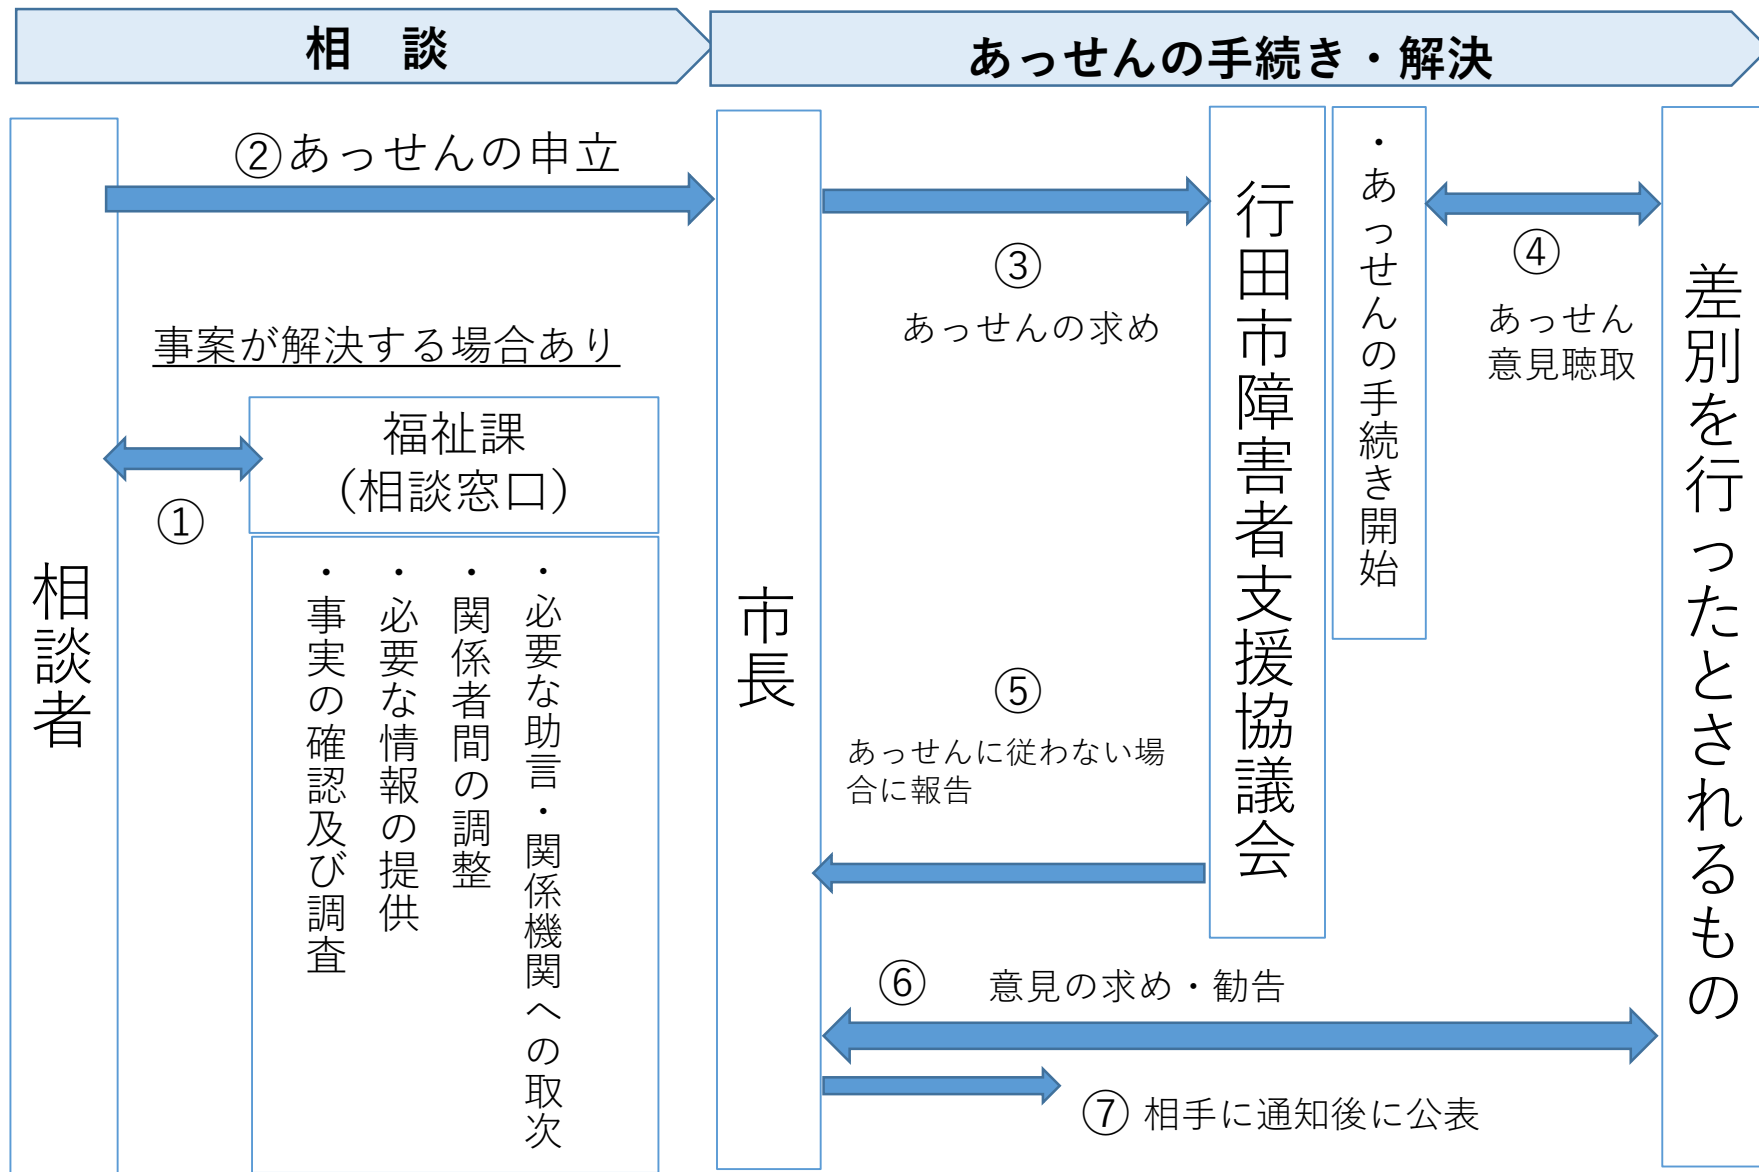 相　談
あっせんの手続き・解決
相談者
②あっせんの申立
事案が解決する場合あり
①
福祉課
（相談窓口）
・必要な助言・関係機関への取次
・関係者間の調整
・必要な情報の提供
・事実の確認及び調査
市長
③
あっせんの求め
行田市障害者支援協議会
・あっせんの手続き開始
④
あっせん
意見聴取
差別を行ったとされるもの
⑤
あっせんに従わない場
合に報告
⑥　意見の求め・勧告
⑦ 相手に通知後に公表